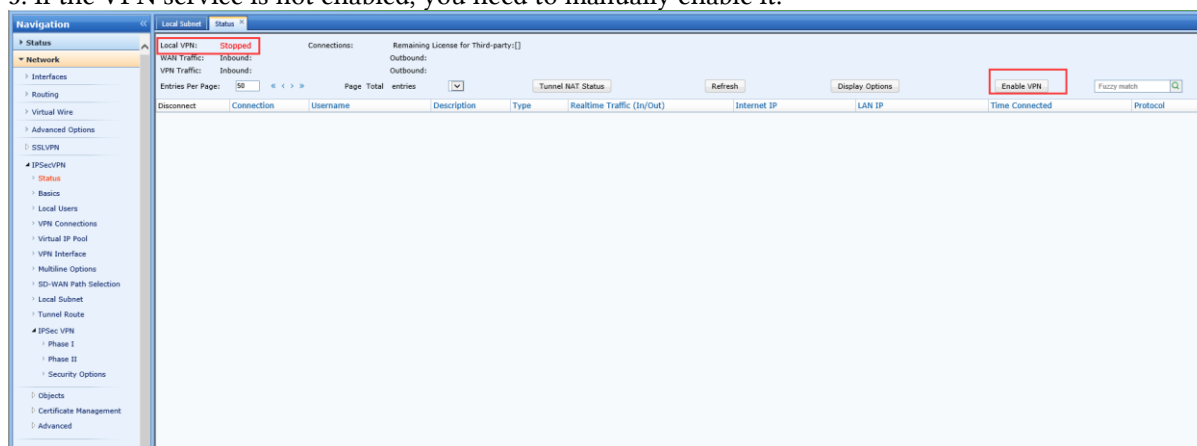 3. If the VPN service is not enabled, you need to manually enable it.
Navigation
Status
Network
Interfaces
Routing
Virtual Wire
Advanced Options
SSLVPN
IPSecVPN
Status
Basics
Local Users
VPN Connections
Virtual IP Pool
VPN Interface
Multiline Options
SD-WAN Path Selection
Local Subnet
Tunnel Route
IPSec VPN
Phase I
Phase II
Security Options
Objects
Certificate Management
Advanced
Local Subnet Status ×
Local VPN: Stopped Connections: Remaining License for Third-party:[]
WAN Traffic: Inbound: Outbound:
VPN Traffic: Inbound: Outbound:
Entries Per Page: 50 « < > » Page Total entries Tunnel NAT Status Refresh Display Options Enable VPN Fuzzy match
Disconnect Connection Username Description Type Realtime Traffic (In/Out) Internet IP LAN IP Time Connected Protocol